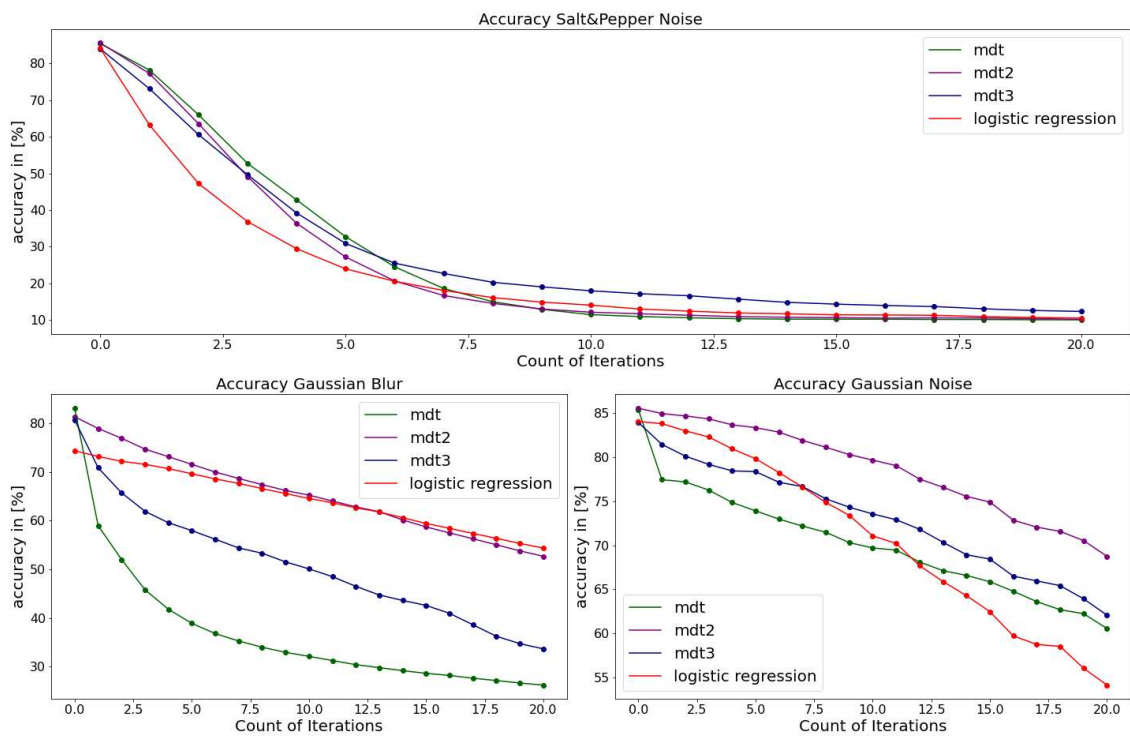 Accuracy Salt&Pepper Noise
accuracy in [%]
80
70
60
50
40
30
20
10
mdt
mdt2
mdt3
logistic regression
0.0 2.5 5.0 7.5 10.0 12.5 15.0 17.5 20.0
Count of Iterations
Accuracy Gaussian Blur
accuracy in [%]
80
70
60
50
40
30
mdt
mdt2
mdt3
logistic regression
0.0 2.5 5.0 7.5 10.0 12.5 15.0 17.5 20.0
Count of Iterations
Accuracy Gaussian Noise
accuracy in [%]
85
80
75
70
65
60
55
mdt
mdt2
mdt3
logistic regression
0.0 2.5 5.0 7.5 10.0 12.5 15.0 17.5 20.0
Count of Iterations